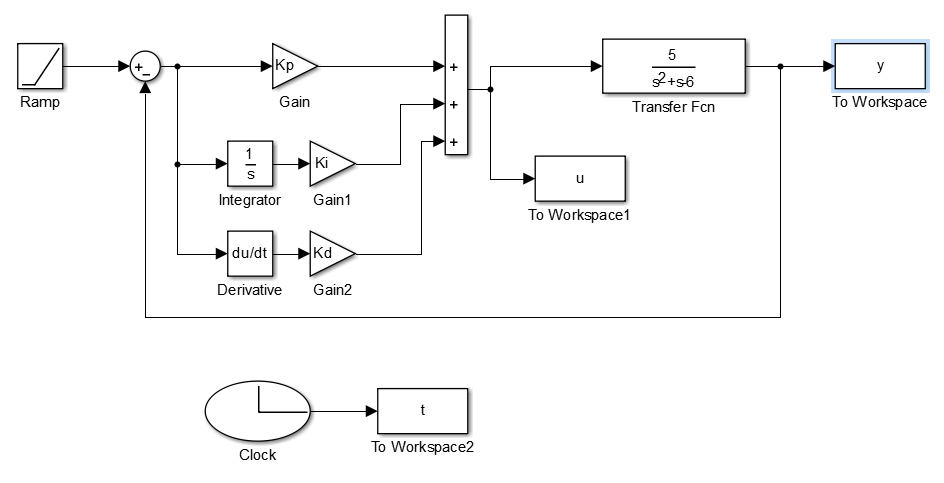 Ramp
+
−
Kp
Gain
1
s
Integrator
Ki
Gain1
du/dt
Derivative
Kd
Gain2
+
+
+
5
s²+s-6
Transfer Fcn
y
To Workspace
u
To Workspace1
Clock
t
To Workspace2